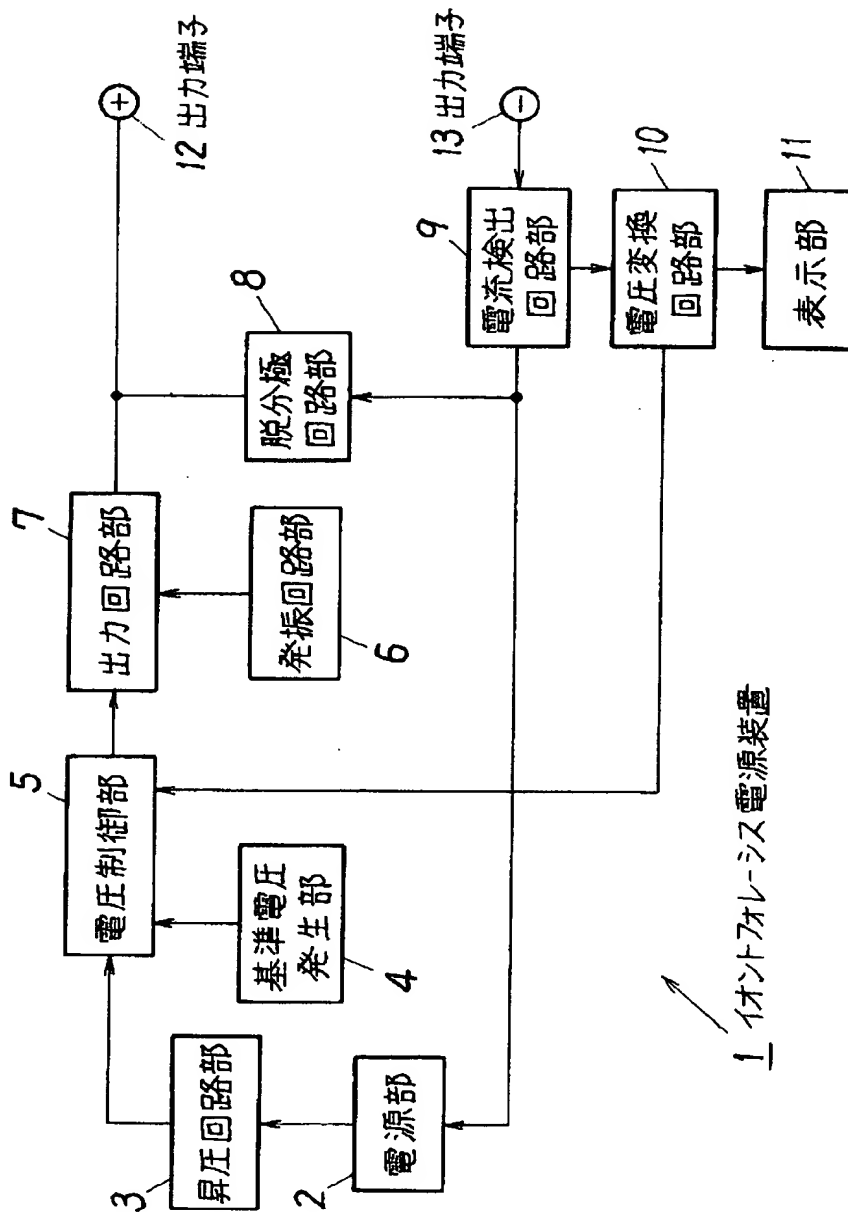 3
昇圧回路部
2
電源部
5
電圧制御部
基準電圧
発生部
4
7
出力回路部
発振回路部
6
8
脱分極
回路部
12 出力端子
+
13 出力端子
−
9
電流検出
回路部
10
電圧変換
回路部
11
表示部
1 イオントフォレーシス電源装置